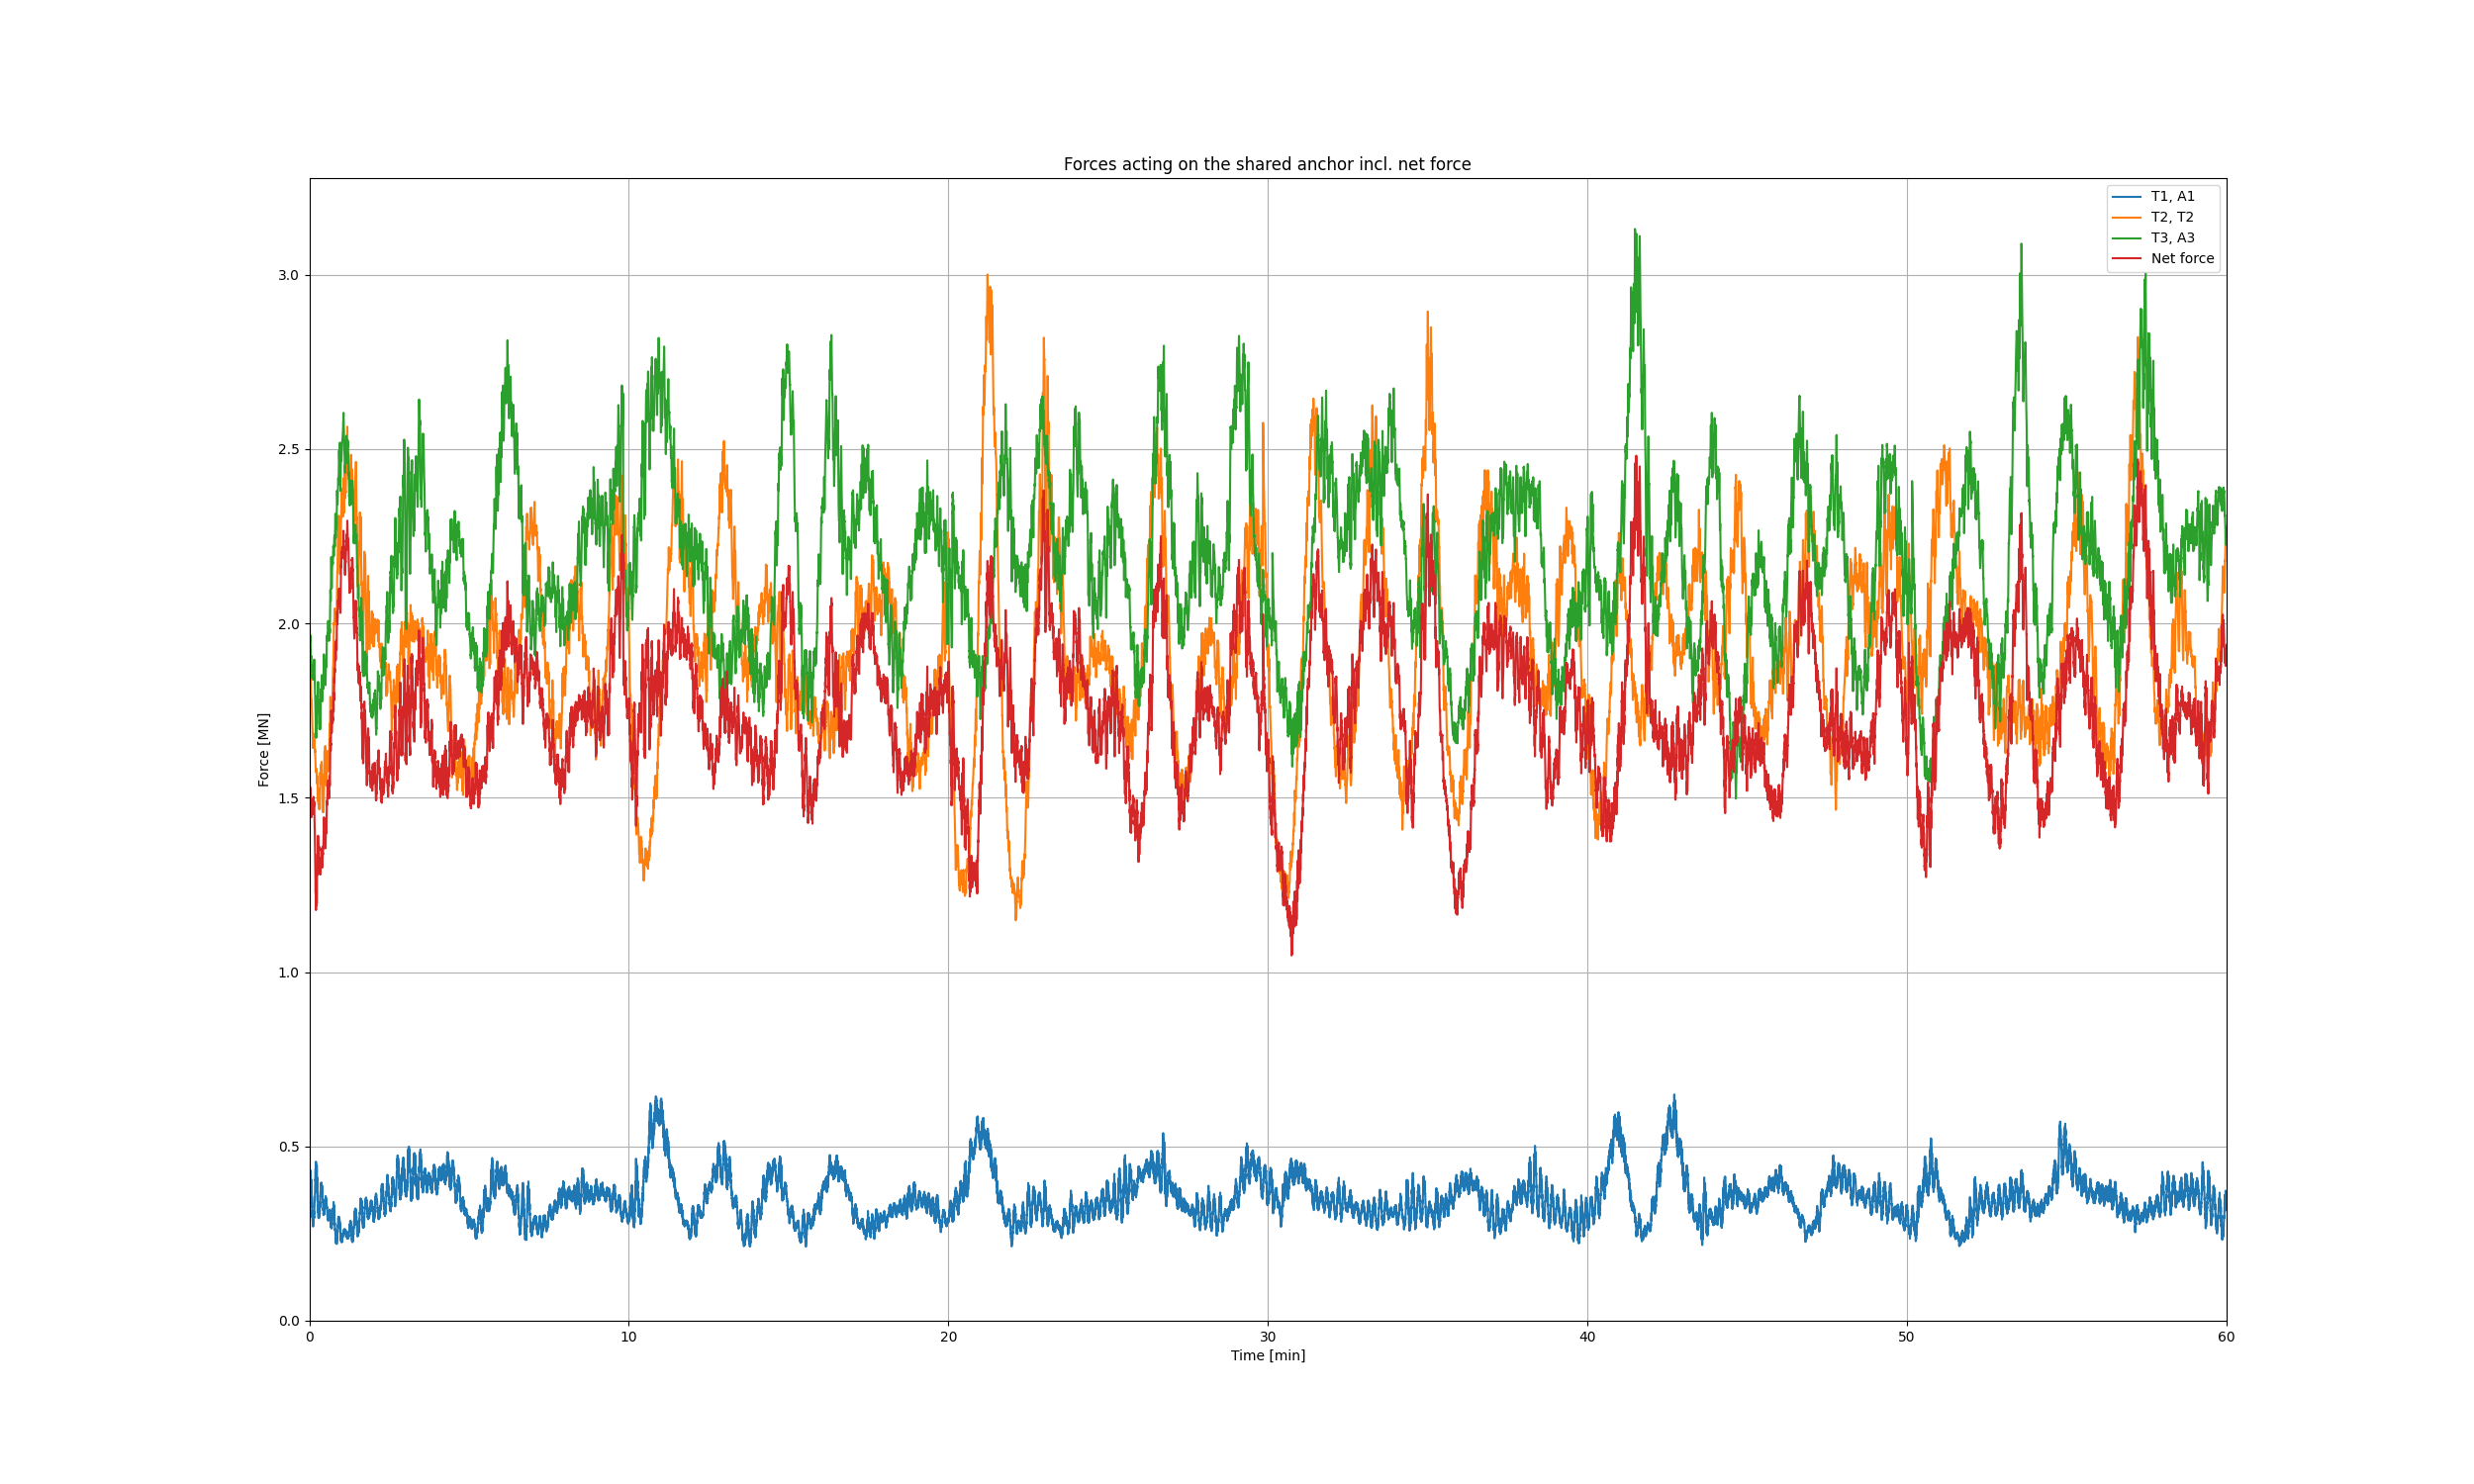 Forces acting on the shared anchor incl. net force
T1, A1
T2, T2
T3, A3
Net force
Force [MN]
3.0
2.5
2.0
1.5
1.0
0.5
0.0
0
10
20
30
40
50
60
Time [min]